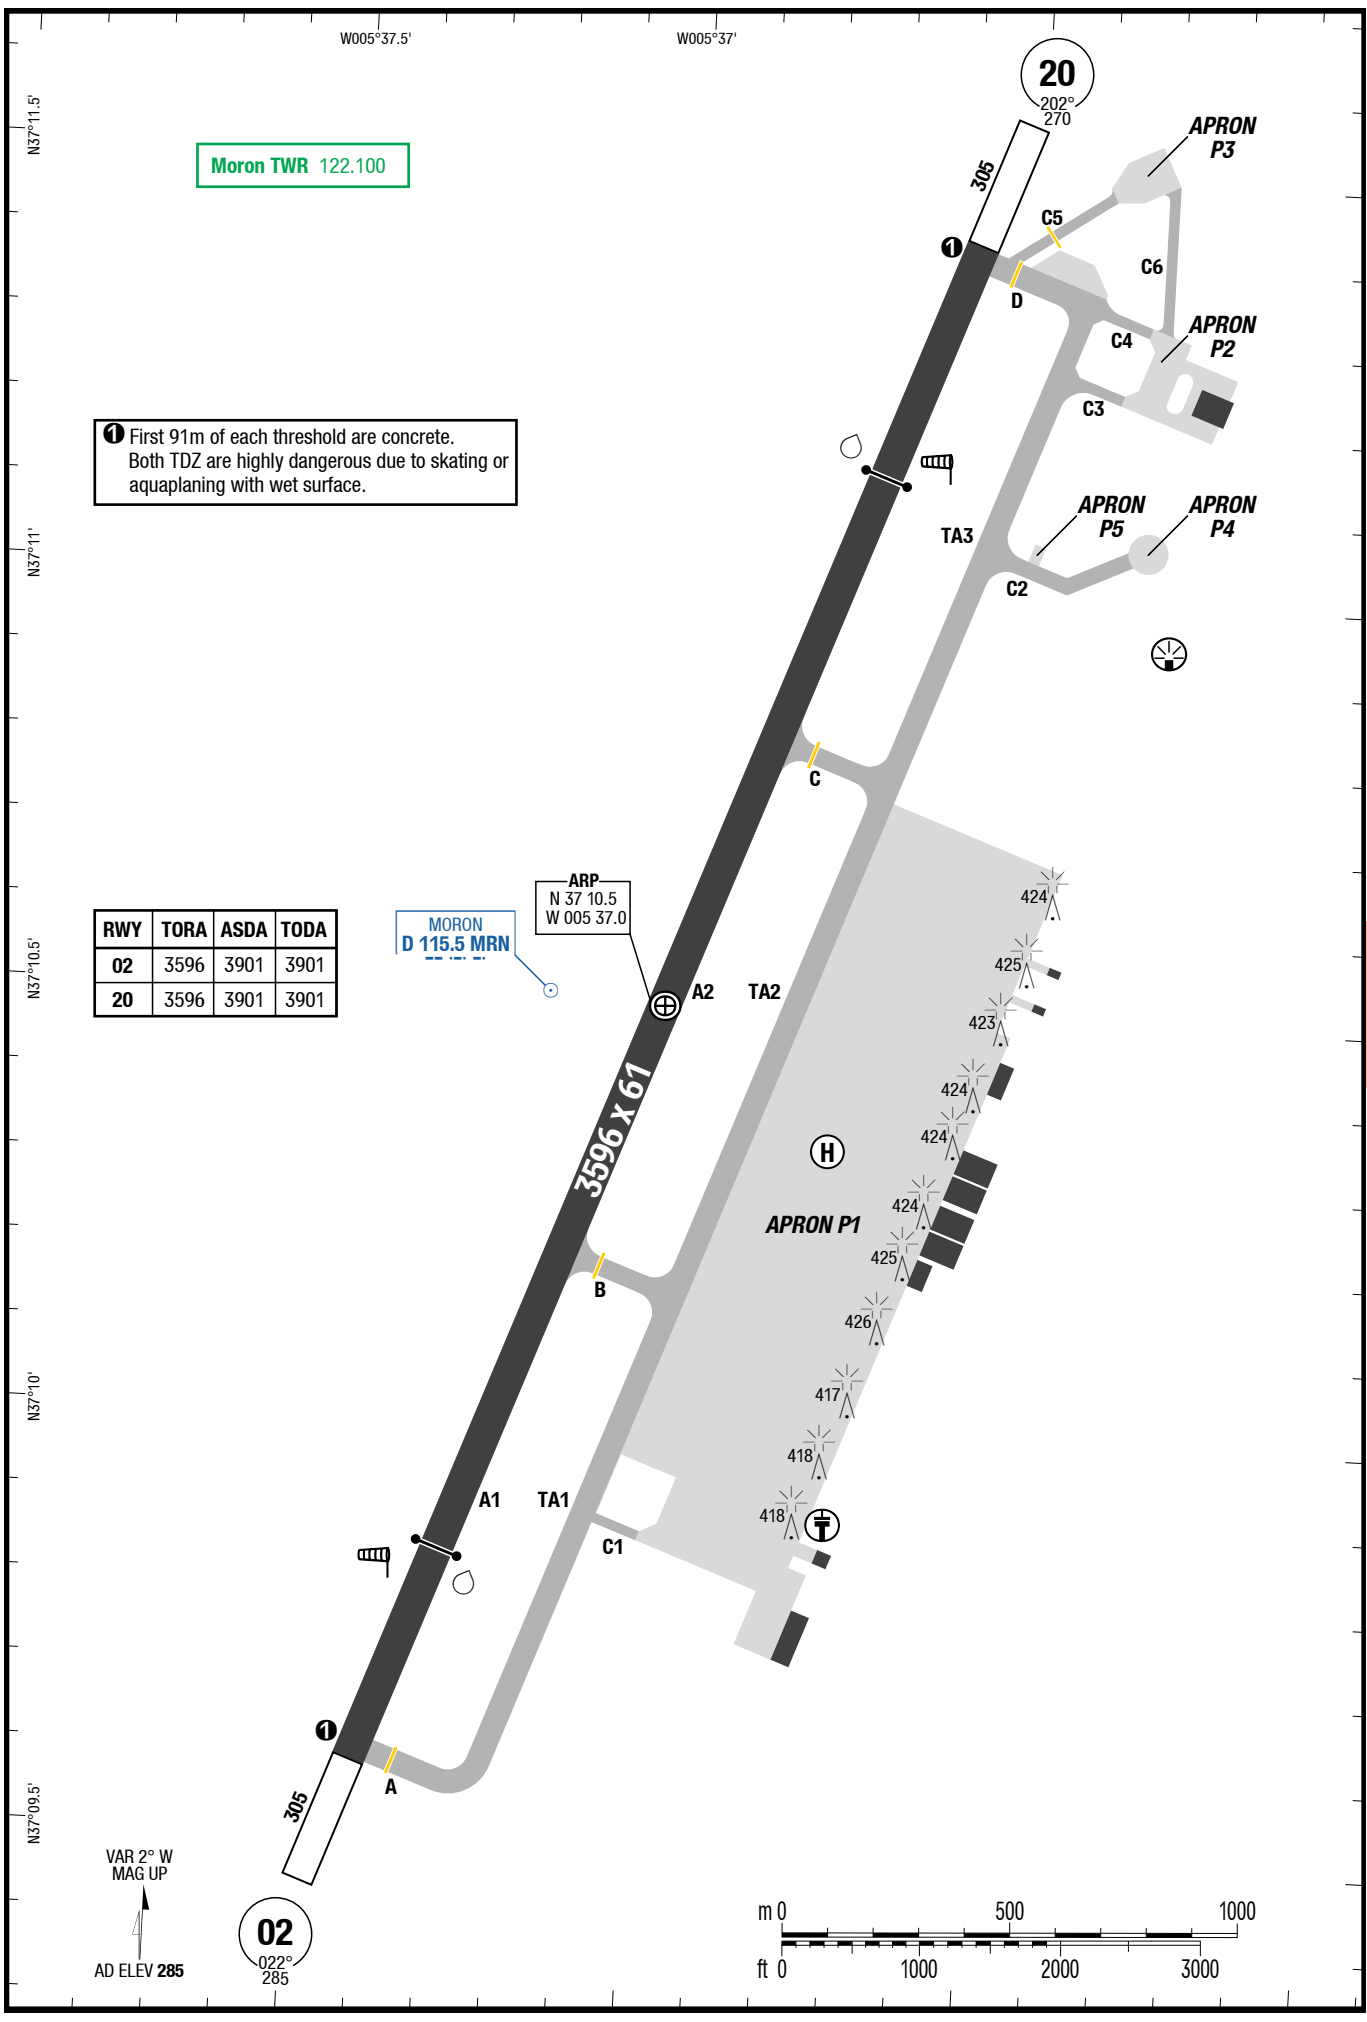 W005°37.5'
W005°37'
20
202°
270
N37°11.5'
APRON
P3
Moron TWR 122.100
305
C5
1
C6
D
APRON
P2
C4
C3
1 First 91m of each threshold are concrete.
Both TDZ are highly dangerous due to skating or
aquaplaning with wet surface.
N37°11'
APRON
P5
APRON
P4
TA3
C2
C
ARP
N 37 10.5
W 005 37.0
424
RWY TORA ASDA TODA
02 3596 3901 3901
20 3596 3901 3901
MORON
D 115.5 MRN
N37°10.5'
425
A2
TA2
423
3596 x 61
424
424
H
424
APRON P1
425
B
426
N37°10'
417
418
A1
TA1
418
C1
1
A
305
N37°09.5'
VAR 2° W
MAG UP
02
022°
285
AD ELEV 285
m 0 500 1000
ft 0 1000 2000 3000